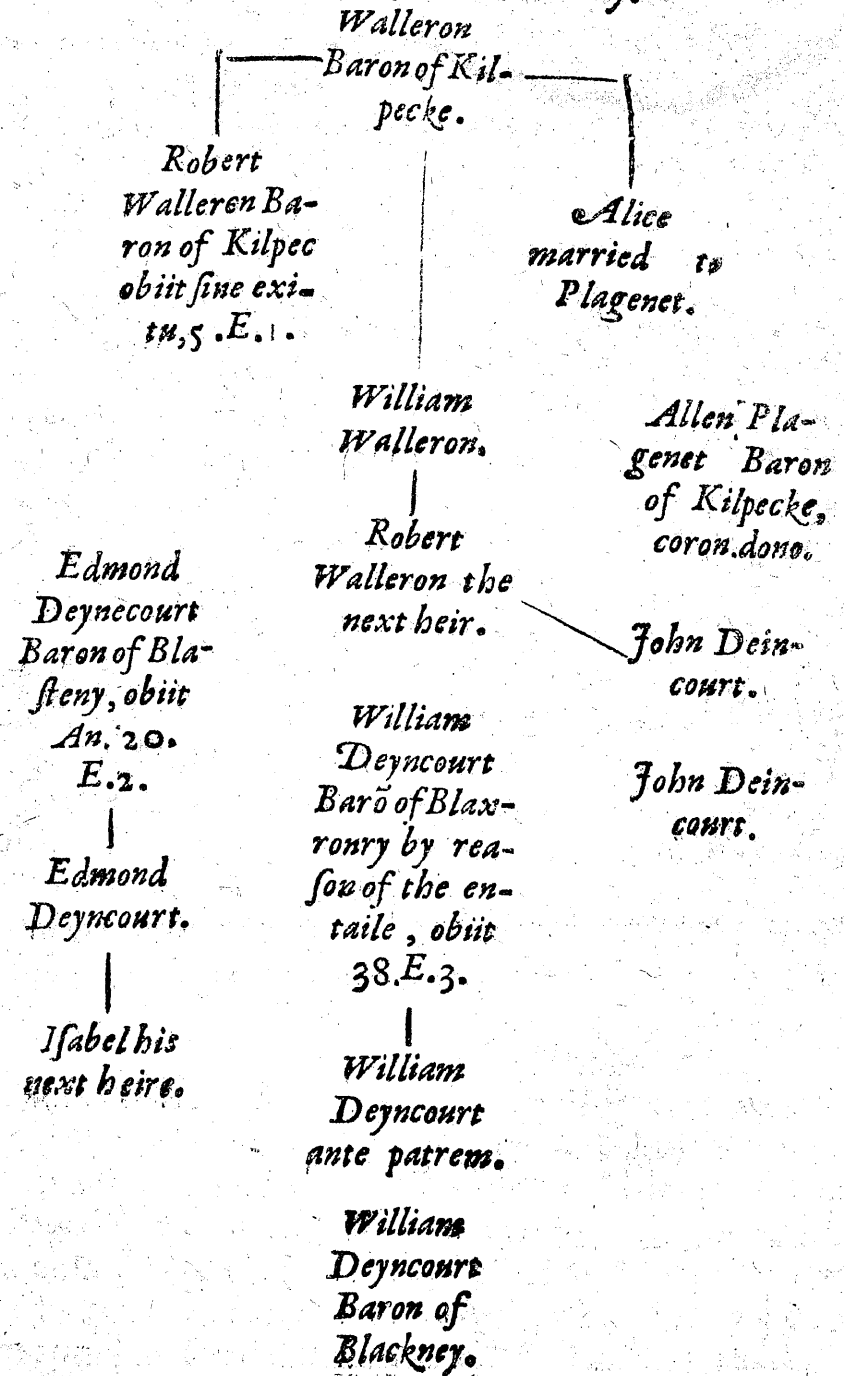 Walleron
Baron of Kil-
pecke.
Robert
Walleren Ba-
ron of Kilpec
obiit ſine exi-
tu, 5 .E.1.
Alice
married to
Plagenet.
William
Walleron.
Allen Pla-
genet Baron
of Kilpecke,
coron.dono.
Robert
Walleron the
next heir.
John Dein-
court.
Edmond
Deynecourt
Baron of Bla-
ſteny, obiit
An. 20.
E.2.
William
Deyncourt
Barõ of Blax-
ronry by rea-
ſon of the en-
taile , obiit
38.E.3.
John Dein-
court.
Edmond
Deyncourt.
Iſabel his
next heire.
William
Deyncourt
ante patrem.
William
Deyncourt
Baron of
Blackney.